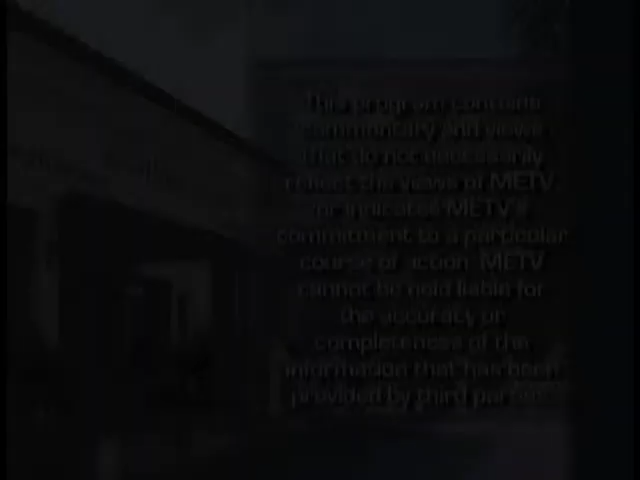 This program contains
commentary and views
that do not necessarily
reflect the views of METV
or indicates METV's
commitment to a particular
course of action. METV
cannot be held liable for
the accuracy or
completeness of the
information that has been
provided by third parties.